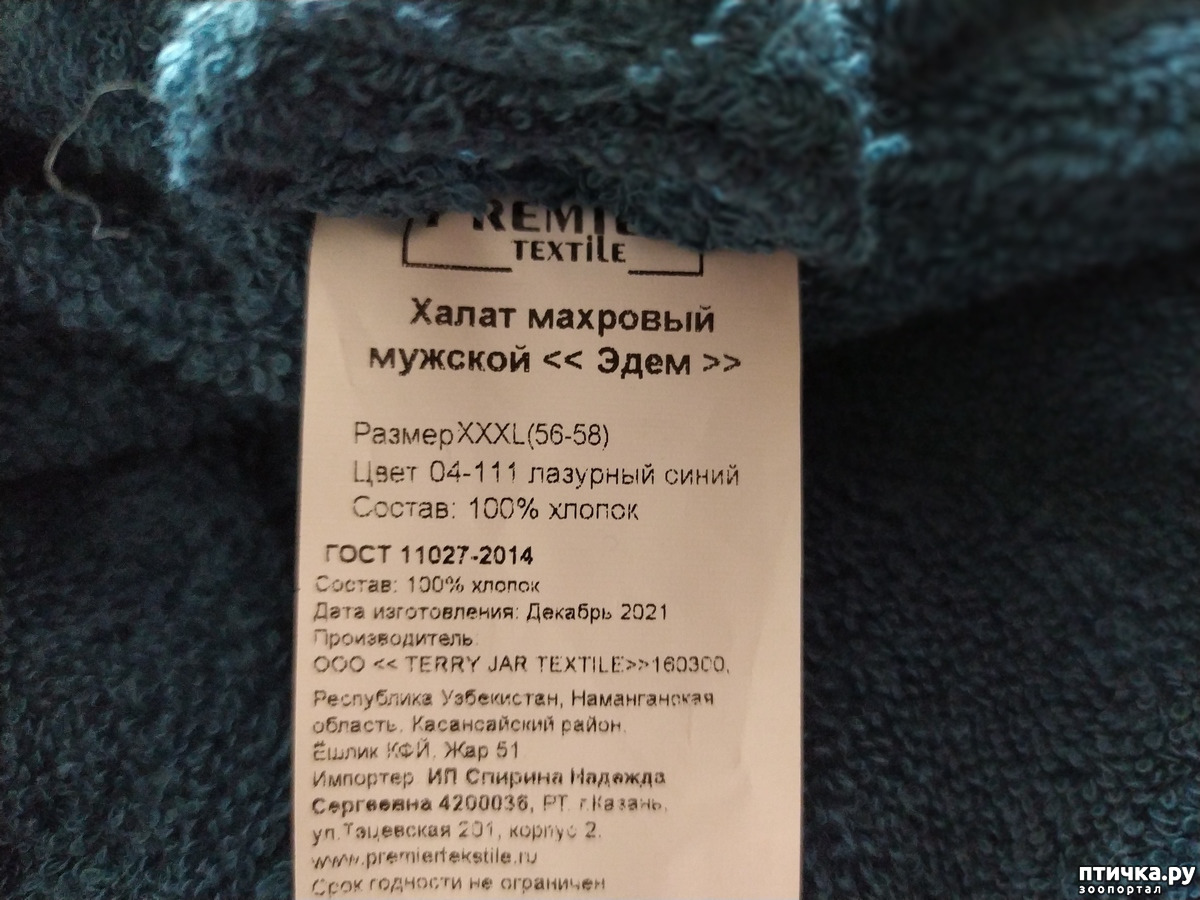 PREMIE
TEXTiLE
Халат махровый
мужской << Эдем >>
РазмерXXXL(56-58)
Цвет 04-111 лазурный синий
Состав: 100% хлопок
ГОСТ 11027-2014
Состав: 100% хлопок
Дата изготовления: Декабрь 2021
Производитель:
ООО << TERRY JAR TEXTILE>>160300,
Республика Узбекистан, Наманганская
область. Касансайский район.
Ёшлик КФЙ. Жар 51
Импортер ИП Спирина Надежда
Сергеевна 4200036, РТ. г.Казань,
ул.Тэцевская 201, корпус 2.
www.premiertekstile.ru
Срок годности не ограничен
птичка.ру
зоопортал